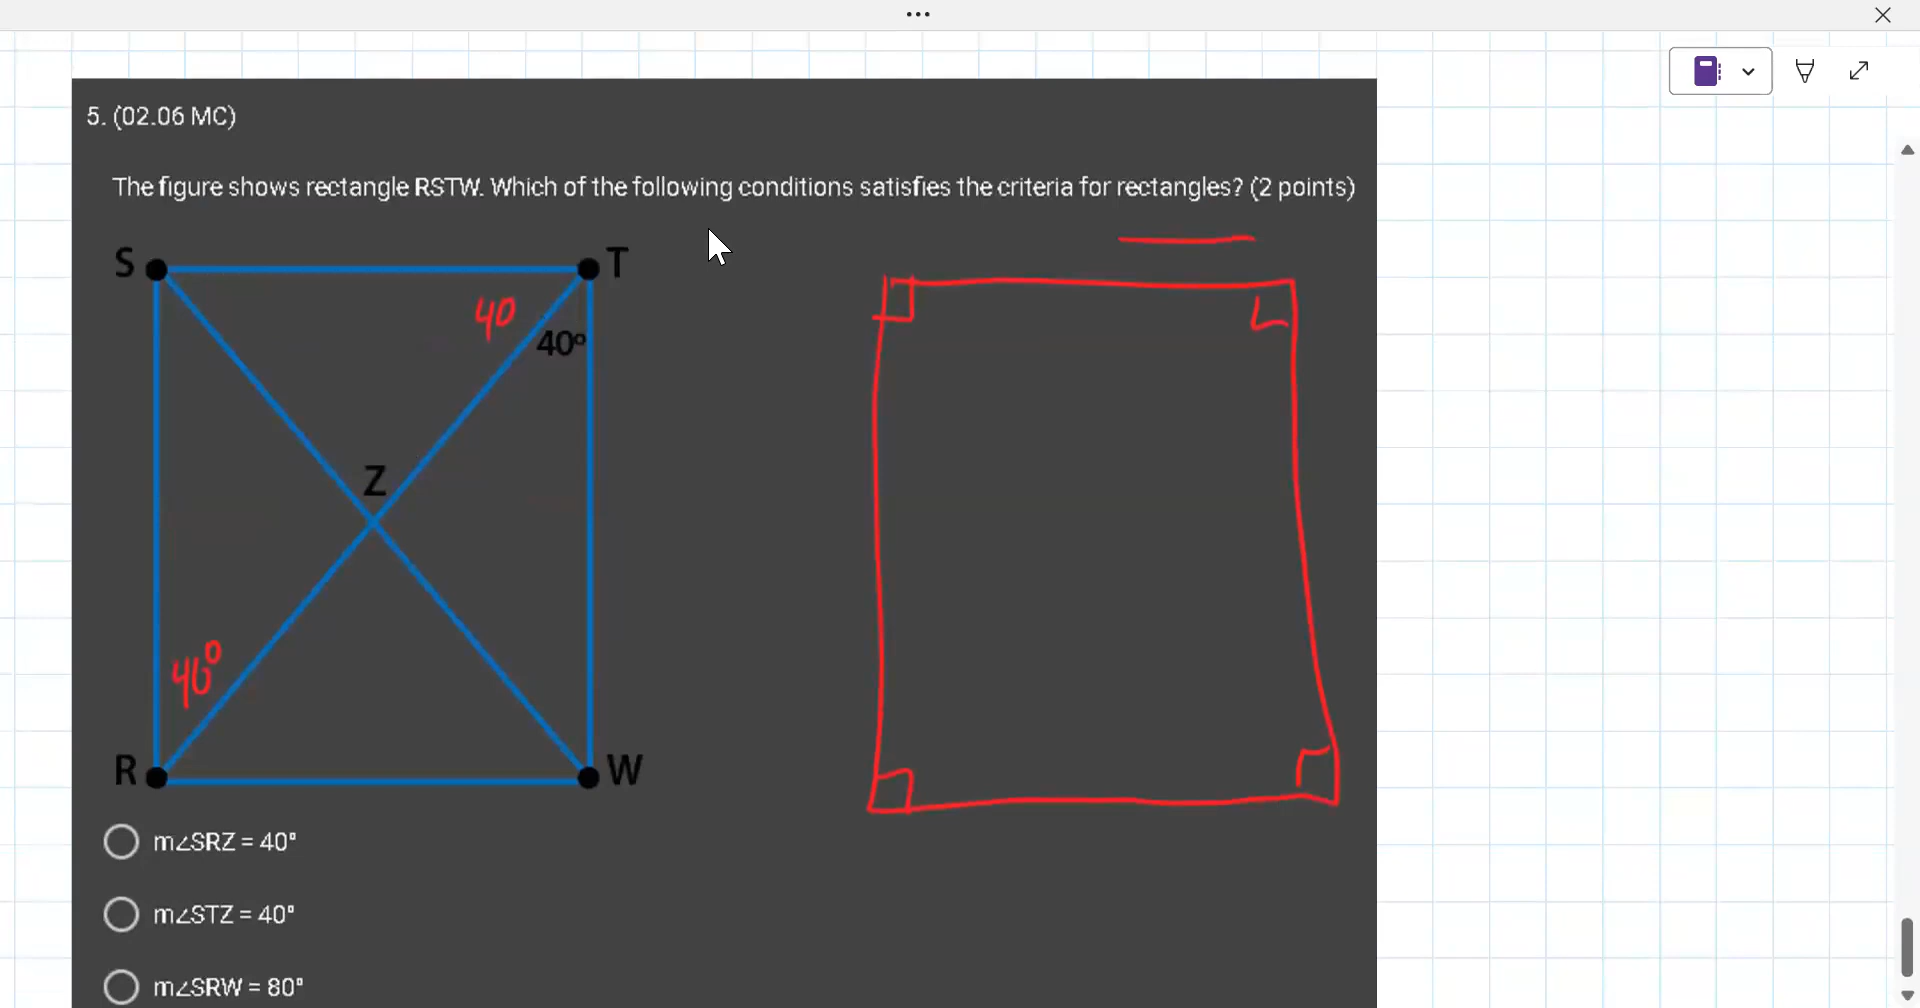 5. (02.06 MC)
The figure shows rectangle RSTW. Which of the following conditions satisfies the criteria for rectangles? (2 points)
S T
40
40°
Z
40°
R W
m∠SRZ = 40°
m∠STZ = 40°
m∠SRW = 80°